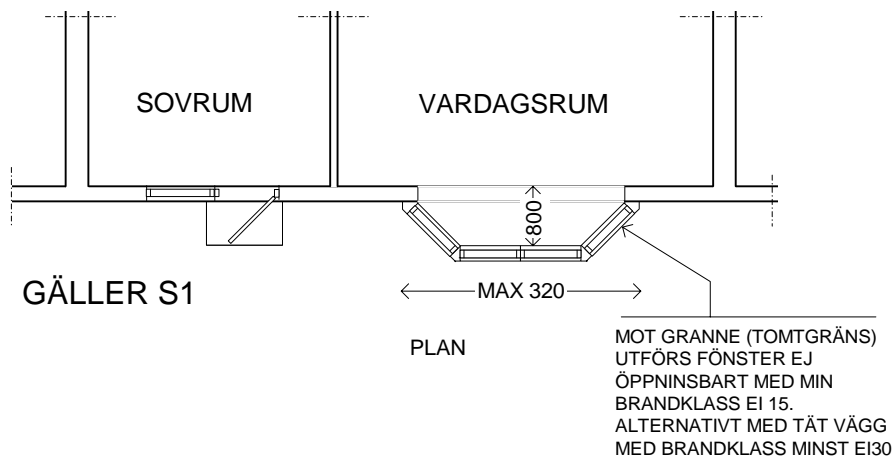 SOVRUM
VARDAGSRUM
800
GÄLLER S1
MAX 320
PLAN
MOT GRANNE (TOMTGRÄNS)
UTFÖRS FÖNSTER EJ
ÖPPNINSBART MED MIN
BRANDKLASS EI 15.
ALTERNATIVT MED TÄT VÄGG
MED BRANDKLASS MINST EI30